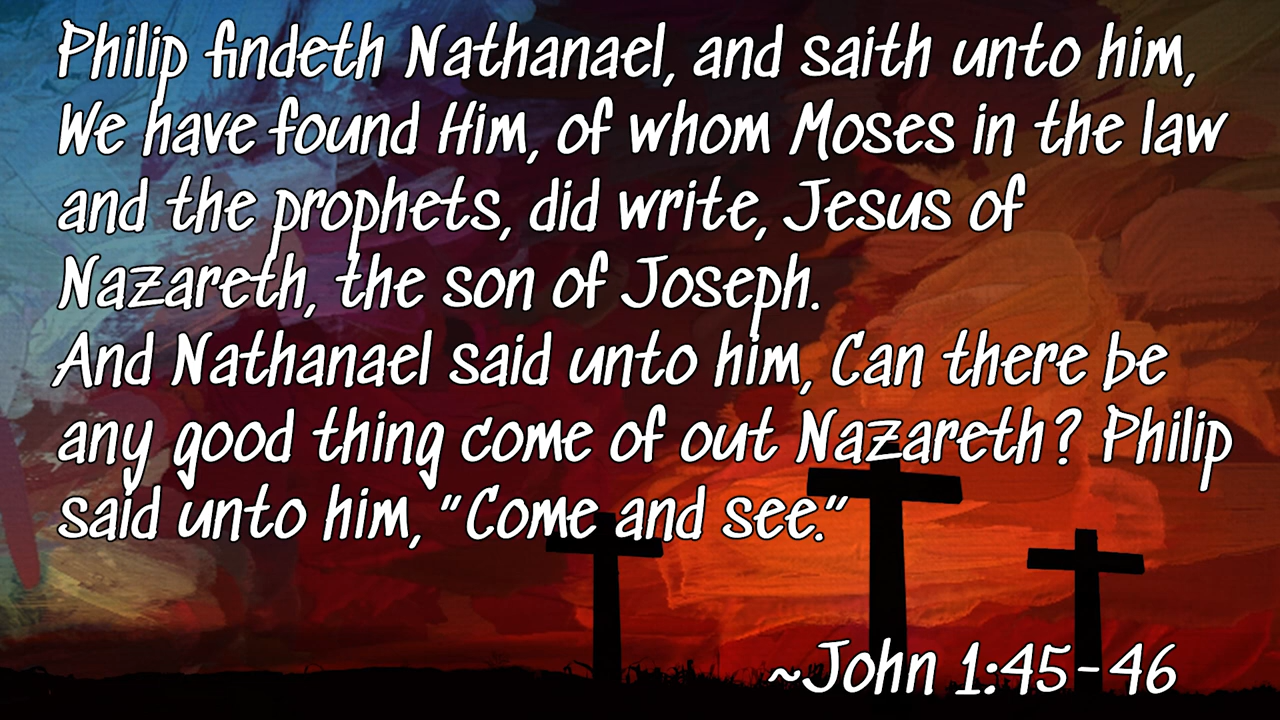 Philip findeth Nathanael, and saith unto him,
We have found Him, of whom Moses in the law
and the prophets, did write, Jesus of
Nazareth, the son of Joseph.
And Nathanael said unto him, Can there be
any good thing come of out Nazareth? Philip
said unto him, "Come and see."
~John 1:45-46